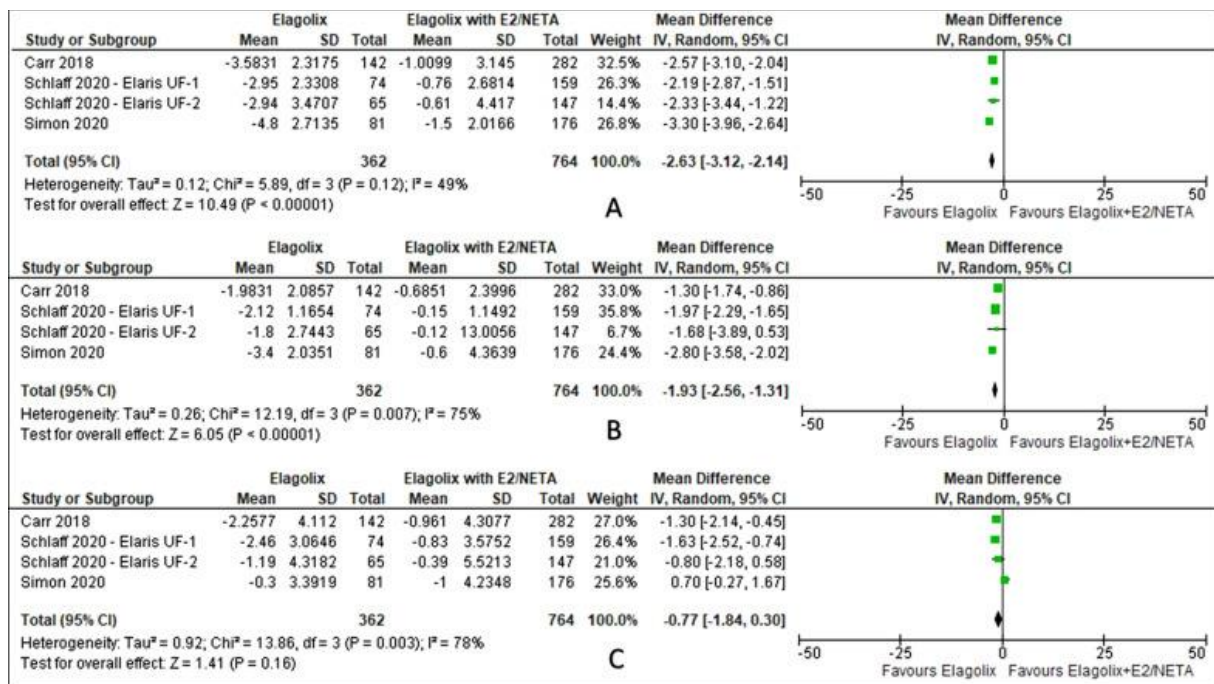 Elagolix Elagolix with E2/NETA Mean Difference Mean Difference
Study or Subgroup Mean SD Total Mean SD Total Weight IV, Random, 95% CI IV, Random, 95% CI
Carr 2018 -3.5831 2.3175 142 -1.0099 3.145 282 32.5% -2.57 [-3.10, -2.04]
Schlaff 2020 - Elaris UF-1 -2.95 2.3308 74 -0.76 2.6814 159 26.3% -2.19 [-2.87, -1.51]
Schlaff 2020 - Elaris UF-2 -2.94 3.4707 65 -0.61 4.417 147 14.4% -2.33 [-3.44, -1.22]
Simon 2020 -4.8 2.7135 81 -1.5 2.0166 176 26.8% -3.30 [-3.96, -2.64]
Total (95% CI) 362 764 100.0% -2.63 [-3.12, -2.14]
Heterogeneity: Tau² = 0.12; Chi² = 5.89, df = 3 (P = 0.12); I² = 49%
Test for overall effect: Z = 10.49 (P < 0.00001)
A
-50 -25 0 25 50
Favours Elagolix Favours Elagolix+E2/NETA
Elagolix Elagolix with E2/NETA Mean Difference Mean Difference
Study or Subgroup Mean SD Total Mean SD Total Weight IV, Random, 95% CI IV, Random, 95% CI
Carr 2018 -1.9831 2.0857 142 -0.6851 2.3996 282 33.0% -1.30 [-1.74, -0.86]
Schlaff 2020 - Elaris UF-1 -2.12 1.1654 74 -0.15 1.1492 159 35.8% -1.97 [-2.29, -1.65]
Schlaff 2020 - Elaris UF-2 -1.8 2.7443 65 -0.12 13.0056 147 6.7% -1.68 [-3.89, 0.53]
Simon 2020 -3.4 2.0351 81 -0.6 4.3639 176 24.4% -2.80 [-3.58, -2.02]
Total (95% CI) 362 764 100.0% -1.93 [-2.56, -1.31]
Heterogeneity: Tau² = 0.26; Chi² = 12.19, df = 3 (P = 0.007); I² = 75%
Test for overall effect: Z = 6.05 (P < 0.00001)
B
-50 -25 0 25 50
Favours Elagolix Favours Elagolix+E2/NETA
Elagolix Elagolix with E2/NETA Mean Difference Mean Difference
Study or Subgroup Mean SD Total Mean SD Total Weight IV, Random, 95% CI IV, Random, 95% CI
Carr 2018 -2.2577 4.112 142 -0.961 4.3077 282 27.0% -1.30 [-2.14, -0.45]
Schlaff 2020 - Elaris UF-1 -2.46 3.0646 74 -0.83 3.5752 159 26.4% -1.63 [-2.52, -0.74]
Schlaff 2020 - Elaris UF-2 -1.19 4.3182 65 -0.39 5.5213 147 21.0% -0.80 [-2.18, 0.58]
Simon 2020 -0.3 3.3919 81 -1 4.2348 176 25.6% 0.70 [-0.27, 1.67]
Total (95% CI) 362 764 100.0% -0.77 [-1.84, 0.30]
Heterogeneity: Tau² = 0.92; Chi² = 13.86, df = 3 (P = 0.003); I² = 78%
Test for overall effect: Z = 1.41 (P = 0.16)
C
-50 -25 0 25 50
Favours Elagolix Favours Elagolix+E2/NETA